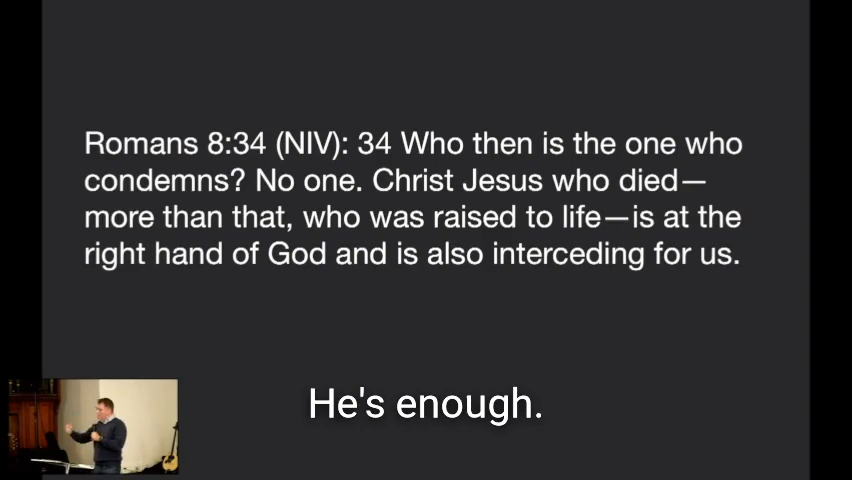 Romans 8:34 (NIV): 34 Who then is the one who
condemns? No one. Christ Jesus who died—
more than that, who was raised to life—is at the
right hand of God and is also interceding for us.
He's enough.